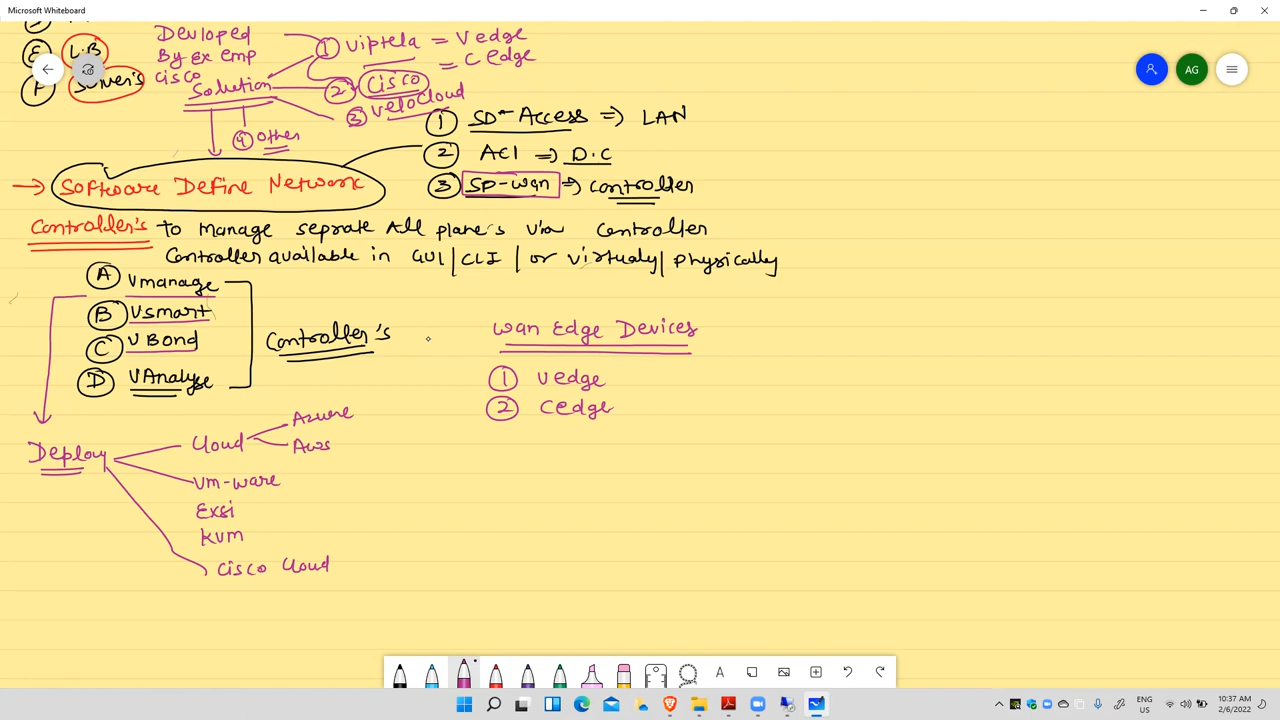 Microsoft Whiteboard
E L.B
F Server's
Devloped
By ex emp
cisco
Solution
① Viptela = Vedge
= Cedge
② Cisco
③ Velocloud
④ other
① SD-Access => LAN
② ACI => D.C
③ SD-wan => controller
→ Software Define Network
Controller's to manage seprate All plane's via controller
Controller available in GUI|CLI| or virtualy| physically
A Vmanage
B Vsmart
C VBond
D VAnalyse
Controller's
wan Edge Devices
① Vedge
② Cedge
Deploy
Cloud
Azure
Aws
Vm-ware
Exsi
KVM
Cisco Cloud
AG
A
ENG
US
10:37 AM
2/6/2022